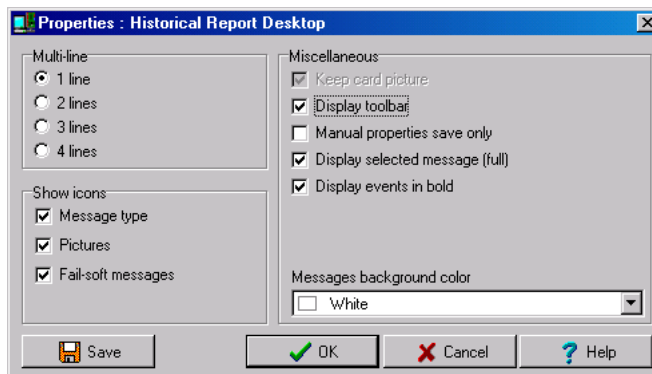 Properties : Historical Report Desktop
Multi-line
1 line
2 lines
3 lines
4 lines
Show icons
Message type
Pictures
Fail-soft messages
Miscellaneous
Keep card picture
Display toolbar
Manual properties save only
Display selected message (full)
Display events in bold
Messages background color
White
Save
OK
Cancel
Help